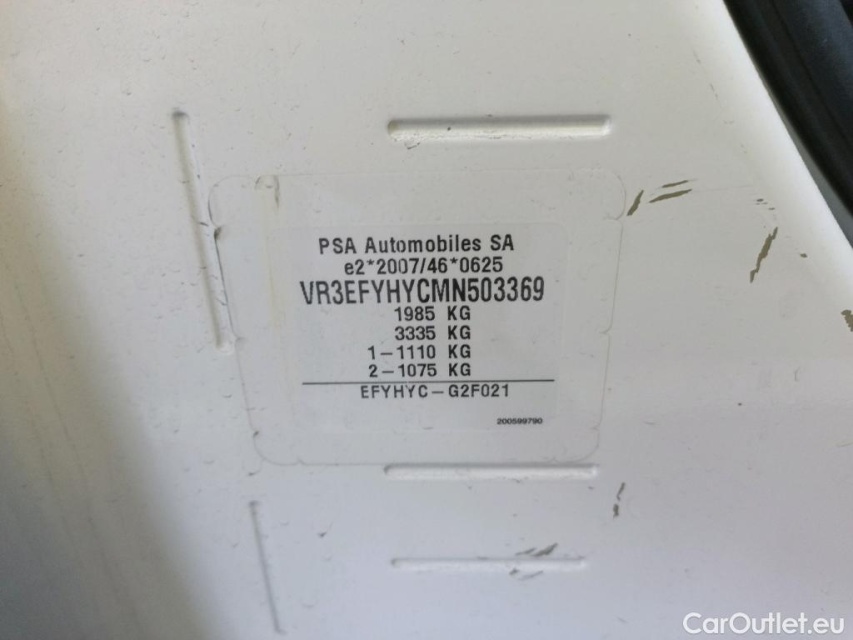 PSA Automobiles SA
e2*2007/46*0625
VR3EFYHYCMN503369
1985 KG
3335 KG
1-1110 KG
2-1075 KG
EFYHYC-G2F021
200599790
CarOutlet.eu